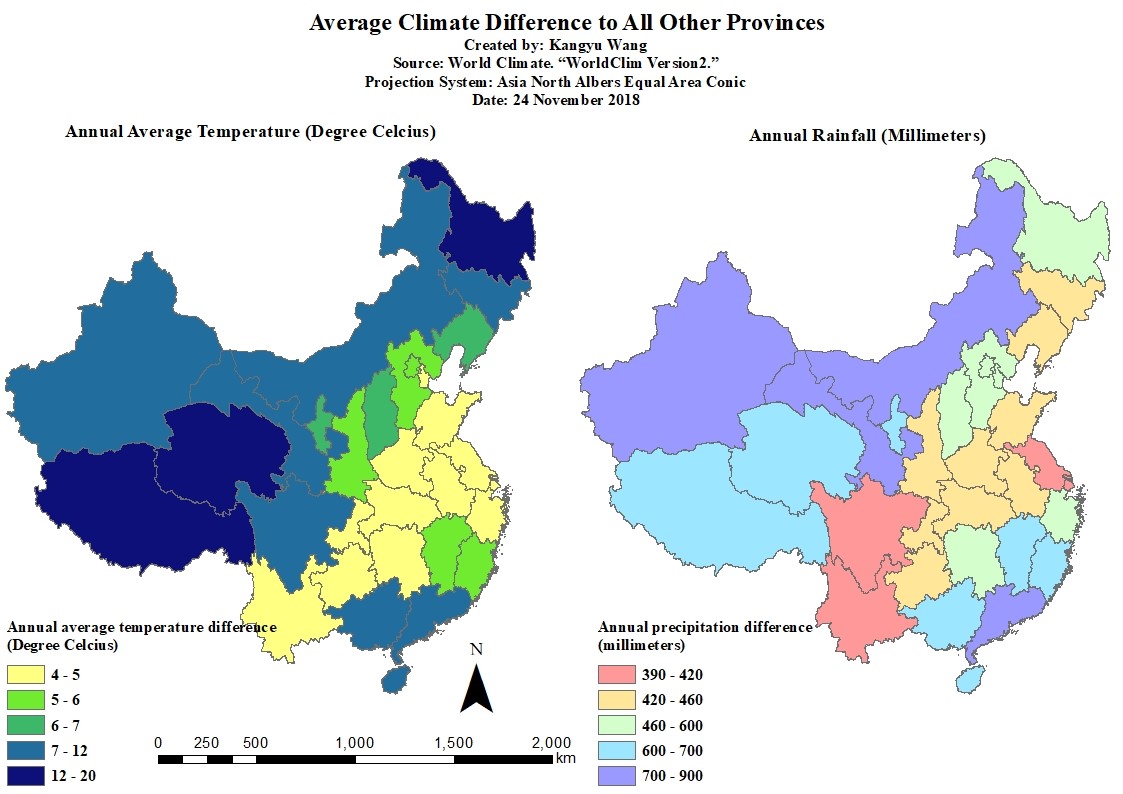 Average Climate Difference to All Other Provinces
Created by: Kangyu Wang
Source: World Climate. “WorldClim Version2.”
Projection System: Asia North Albers Equal Area Conic
Date: 24 November 2018
Annual Average Temperature (Degree Celcius)
Annual Rainfall (Millimeters)
Annual average temperature difference
(Degree Celcius)
4 - 5
5 - 6
6 - 7
7 - 12
12 - 20
N
0 250 500 1,000 1,500 2,000
km
Annual precipitation difference
(millimeters)
390 - 420
420 - 460
460 - 600
600 - 700
700 - 900